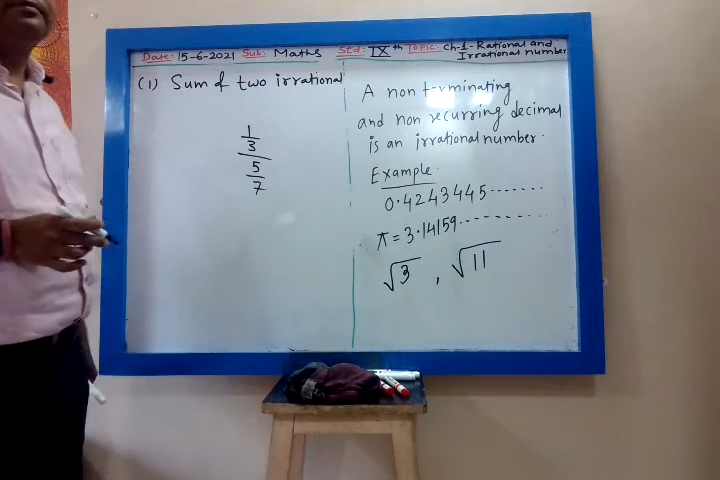 Date: 15-6-2021 Sub: Maths Std: IXth Topic: Ch-1- Rational and Irrational number
(1) Sum of two irrational
1
3
5
7
A non terminating
and non recurring decimal
is an irrational number.
Example.
0.4243445.......
π = 3.14159..........
√3 , √11